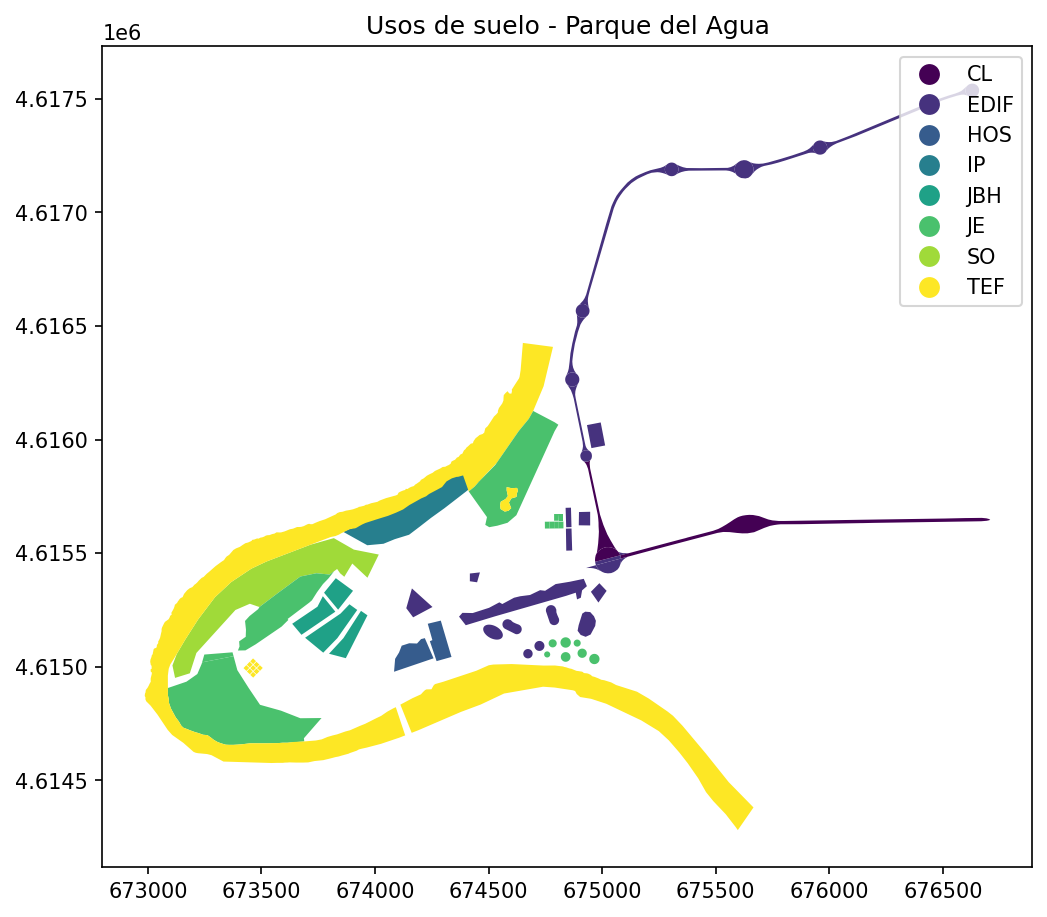 Usos de suelo - Parque del Agua
1e6
4.6175
4.6170
4.6165
4.6160
4.6155
4.6150
4.6145
673000 673500 674000 674500 675000 675500 676000 676500
CL
EDIF
HOS
IP
JBH
JE
SO
TEF